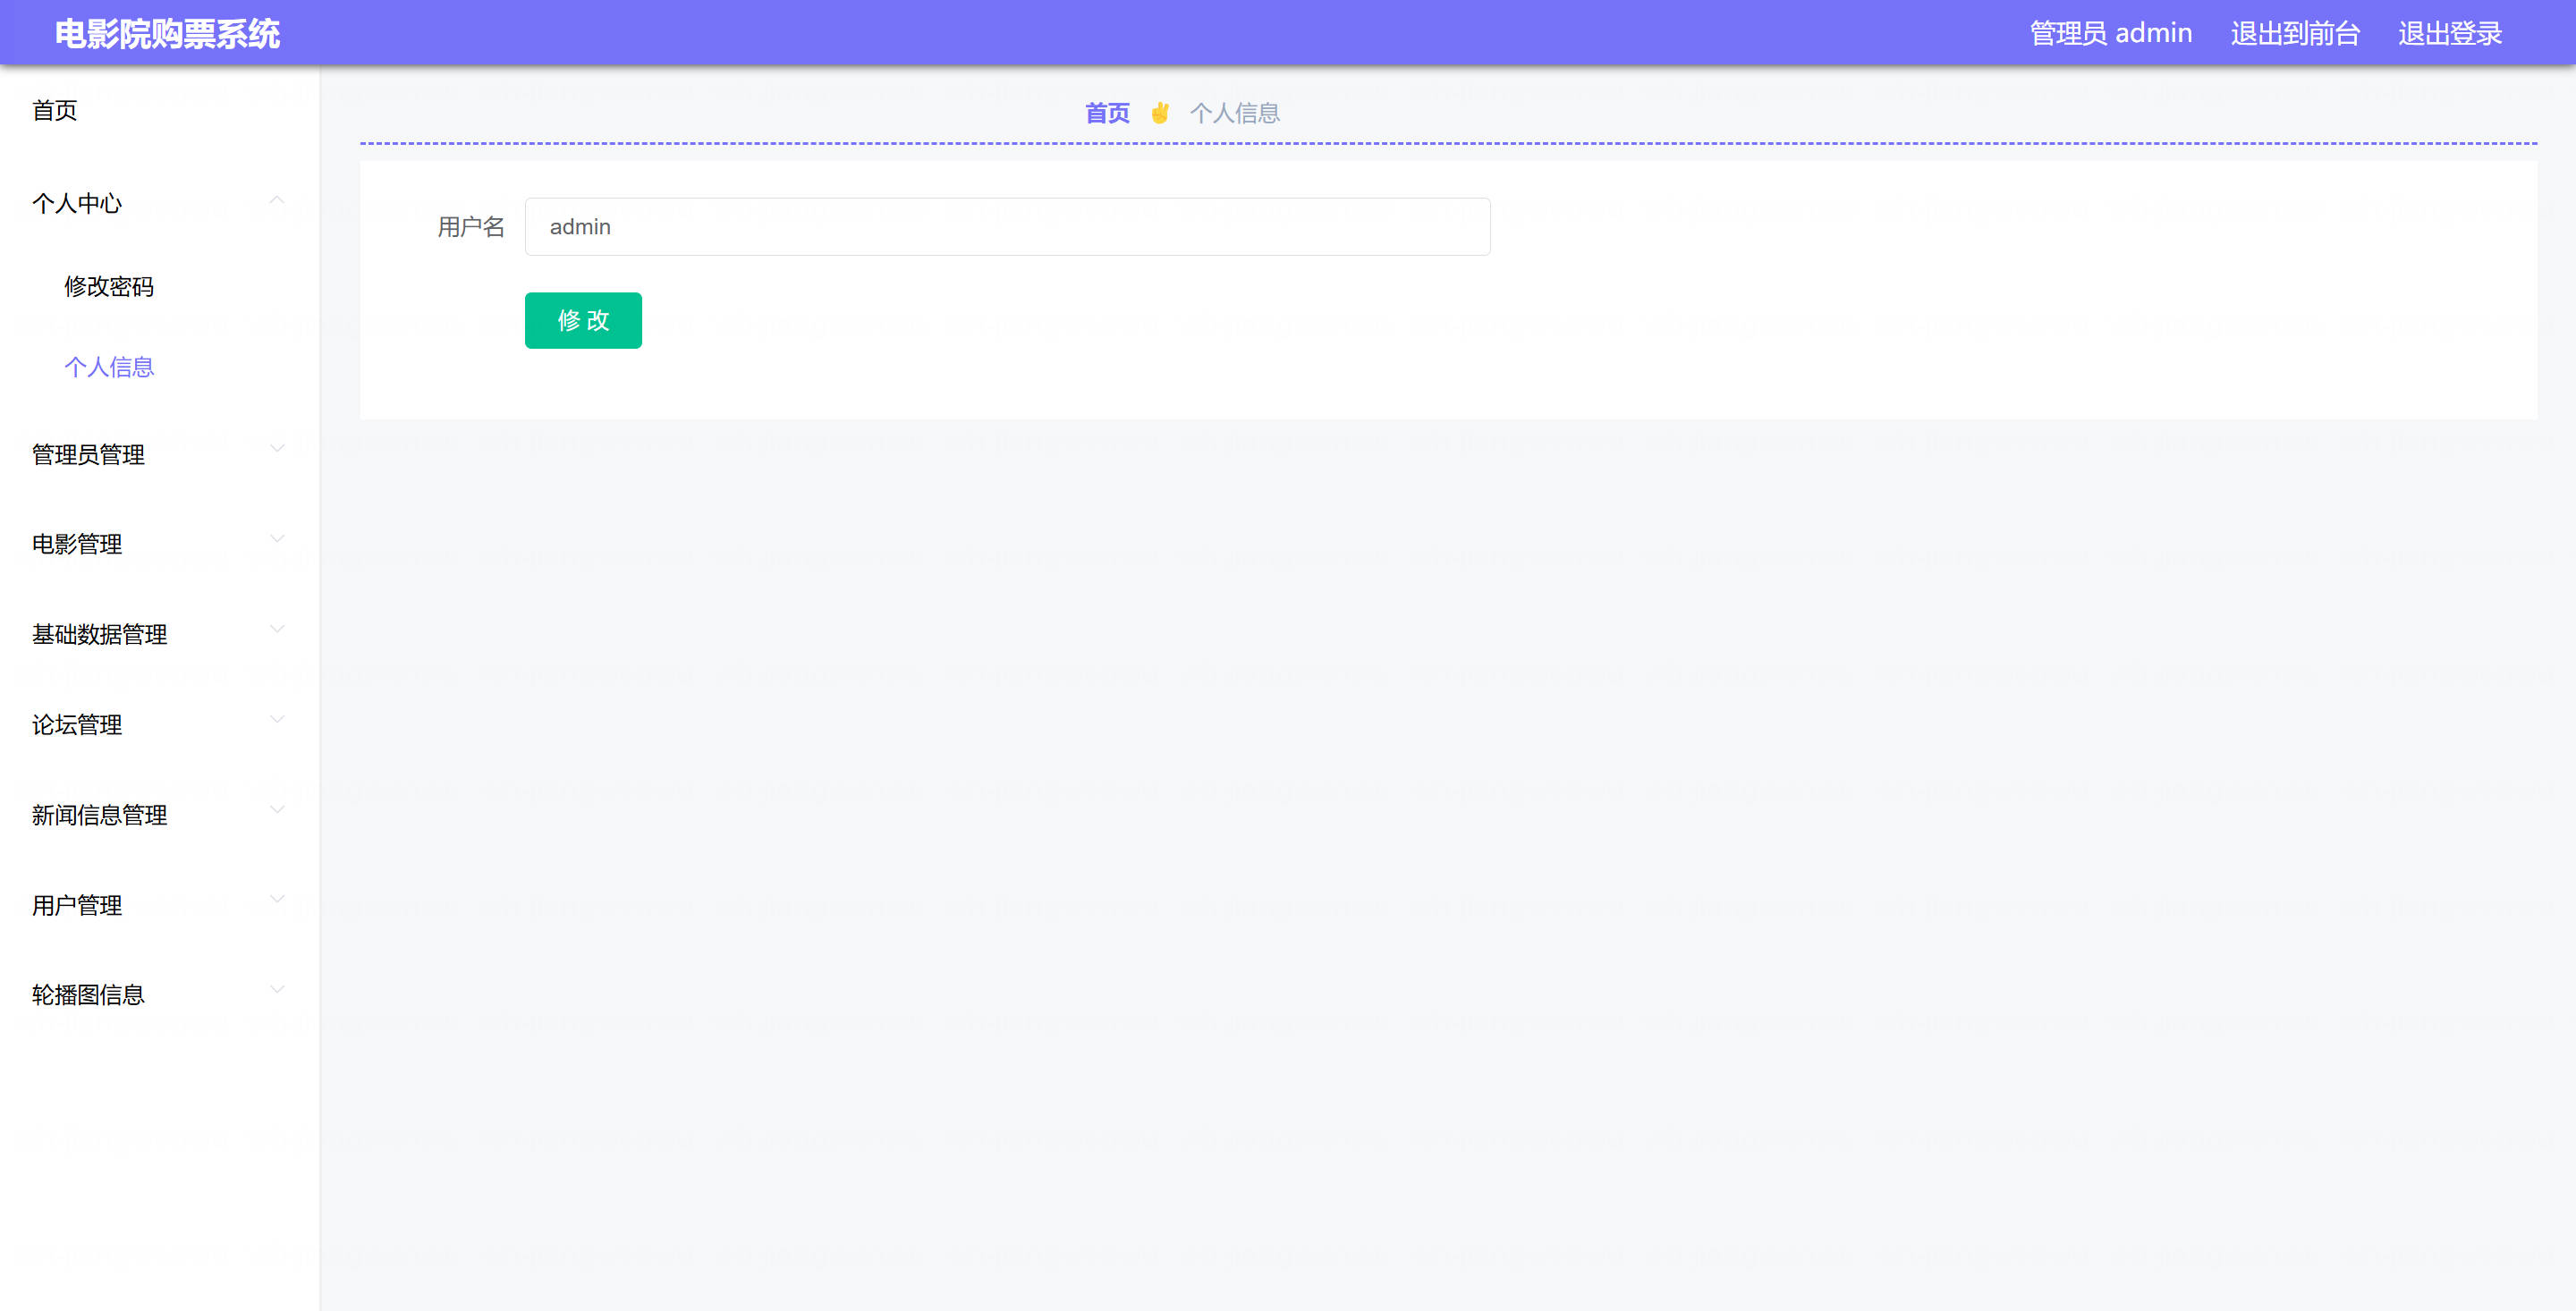 电影院购票系统
管理员 admin 退出到前台 退出登录
首页
首页 ✌ 个人信息
个人中心
用户名 admin
修改密码
修 改
个人信息
管理员管理
电影管理
基础数据管理
论坛管理
新闻信息管理
用户管理
轮播图信息